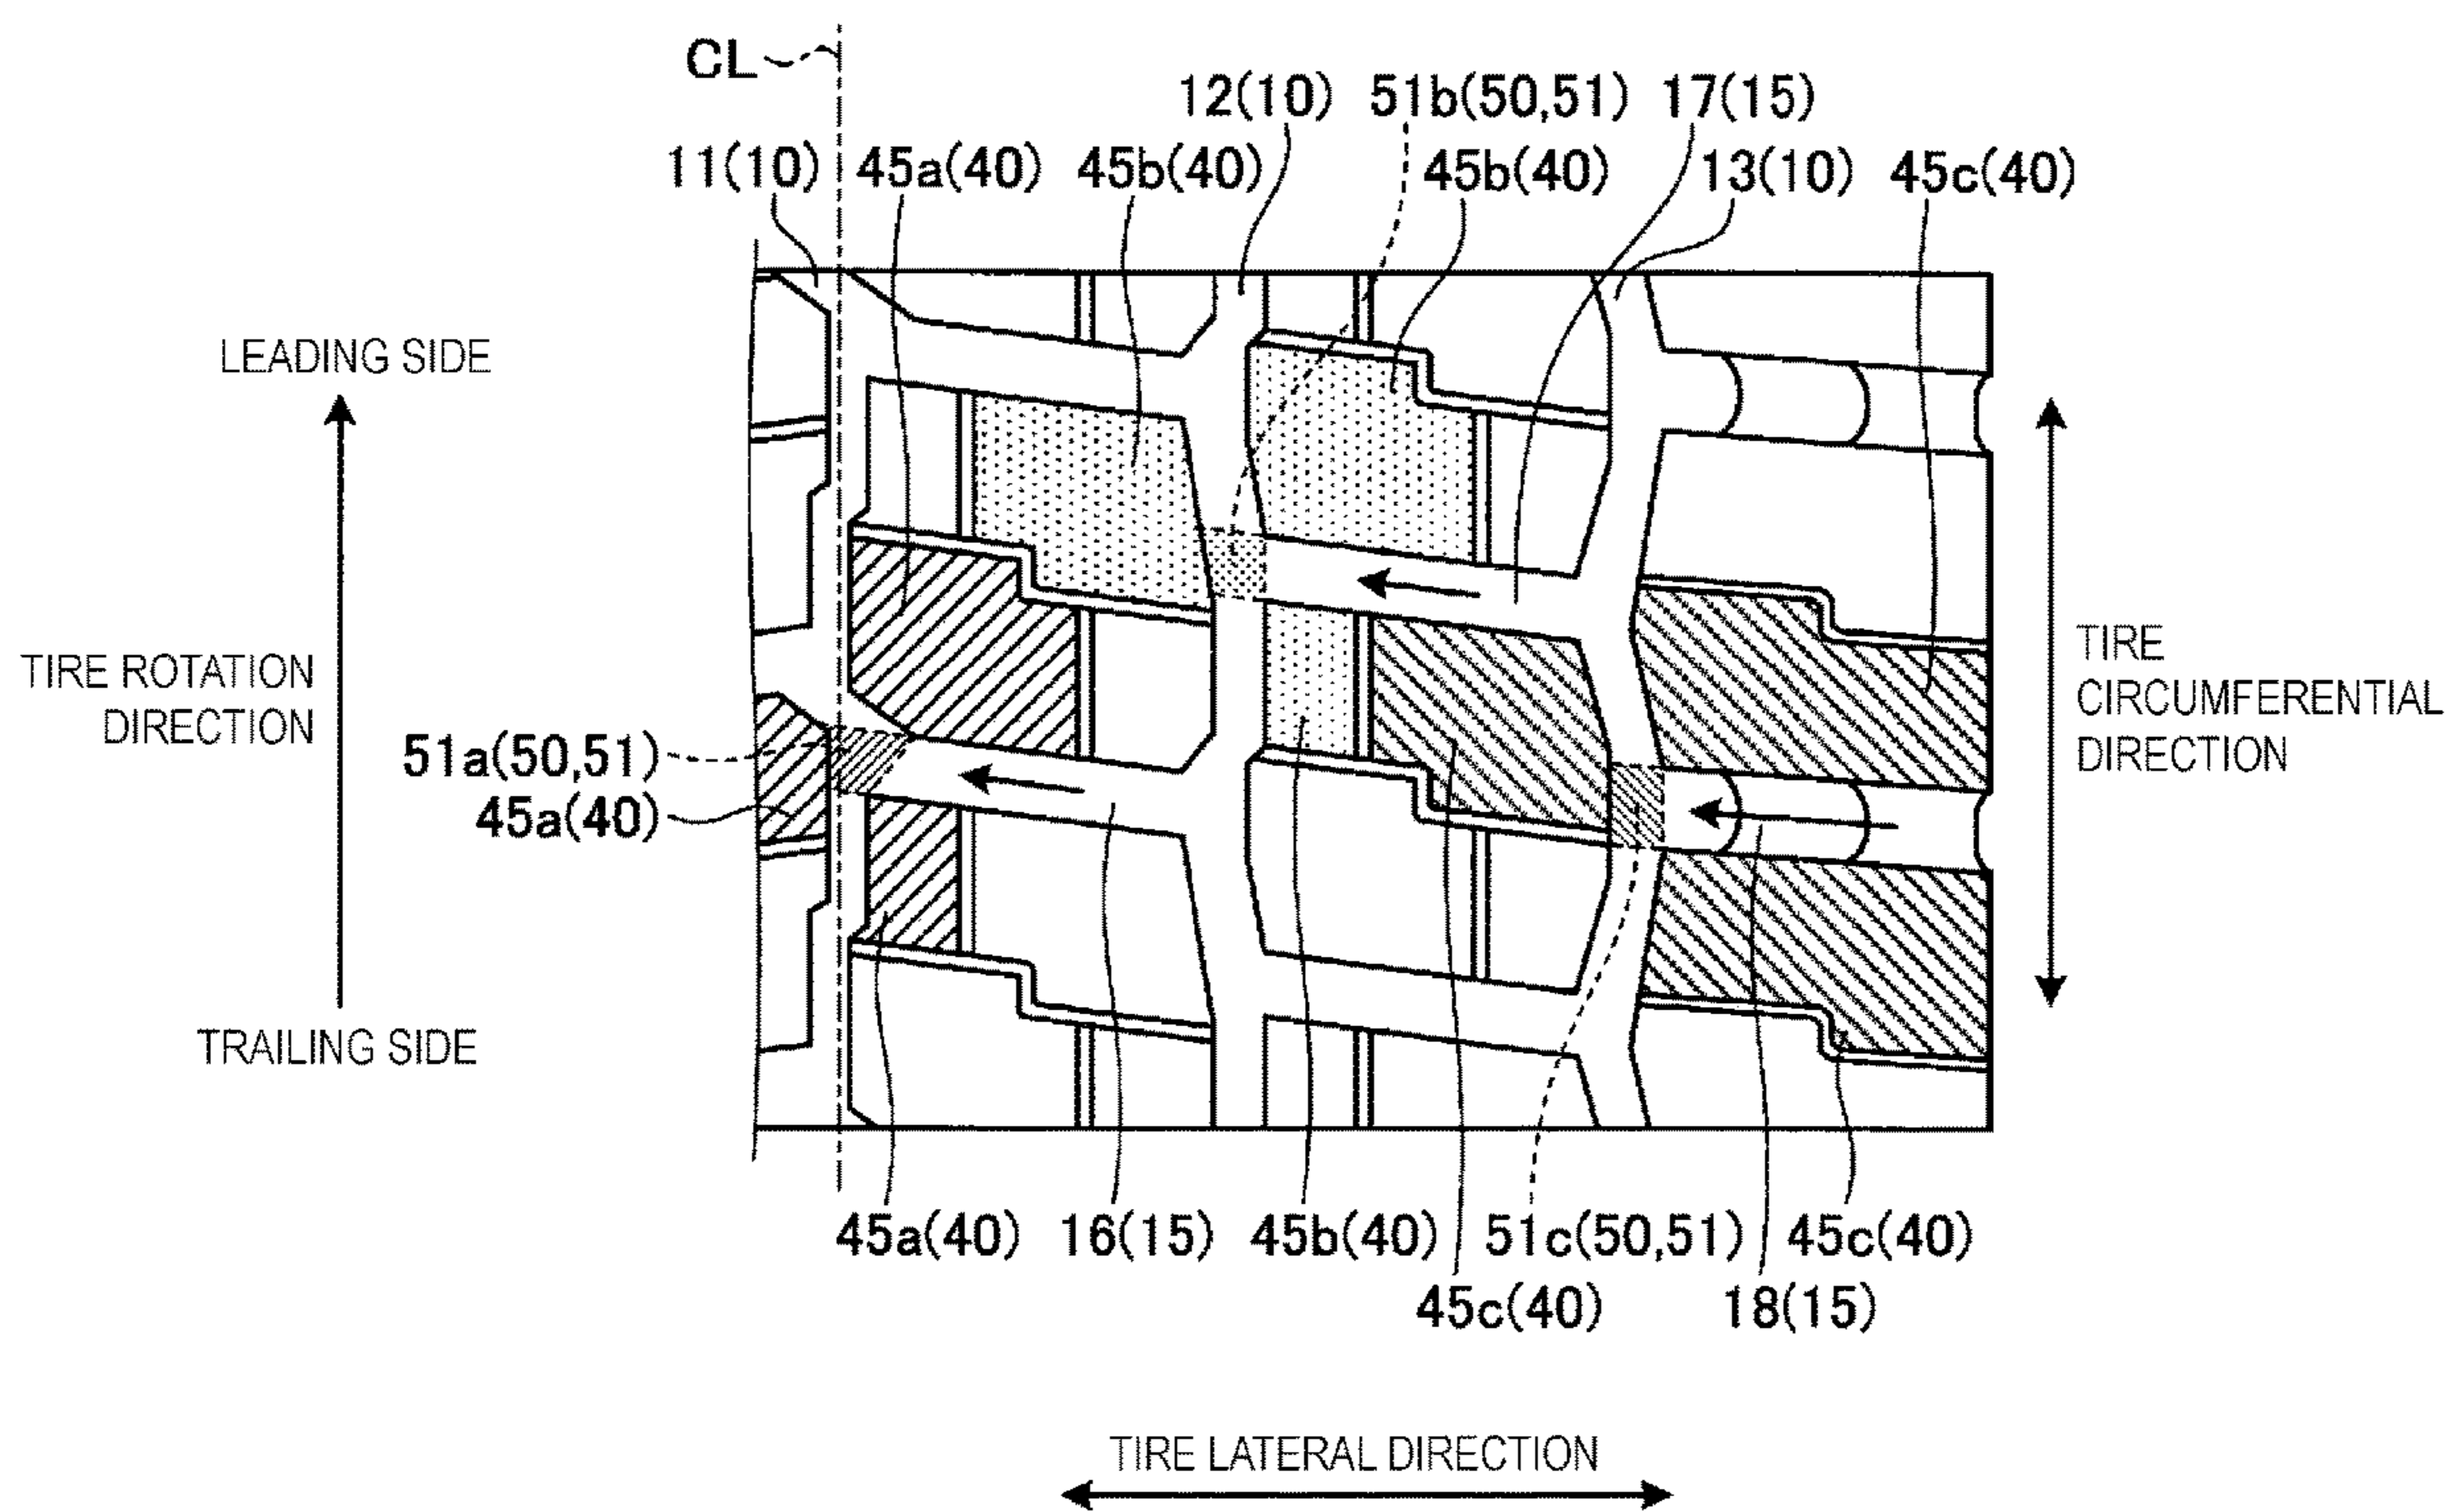 CL
12(10) 51b(50,51) 17(15)
11(10) 45a(40) 45b(40) 45b(40) 13(10) 45c(40)
LEADING SIDE
TIRE ROTATION
DIRECTION
TIRE
CIRCUMFERENTIAL
DIRECTION
51a(50,51)
45a(40)
TRAILING SIDE
45a(40) 16(15) 45b(40) 51c(50,51) 45c(40)
45c(40) 18(15)
TIRE LATERAL DIRECTION